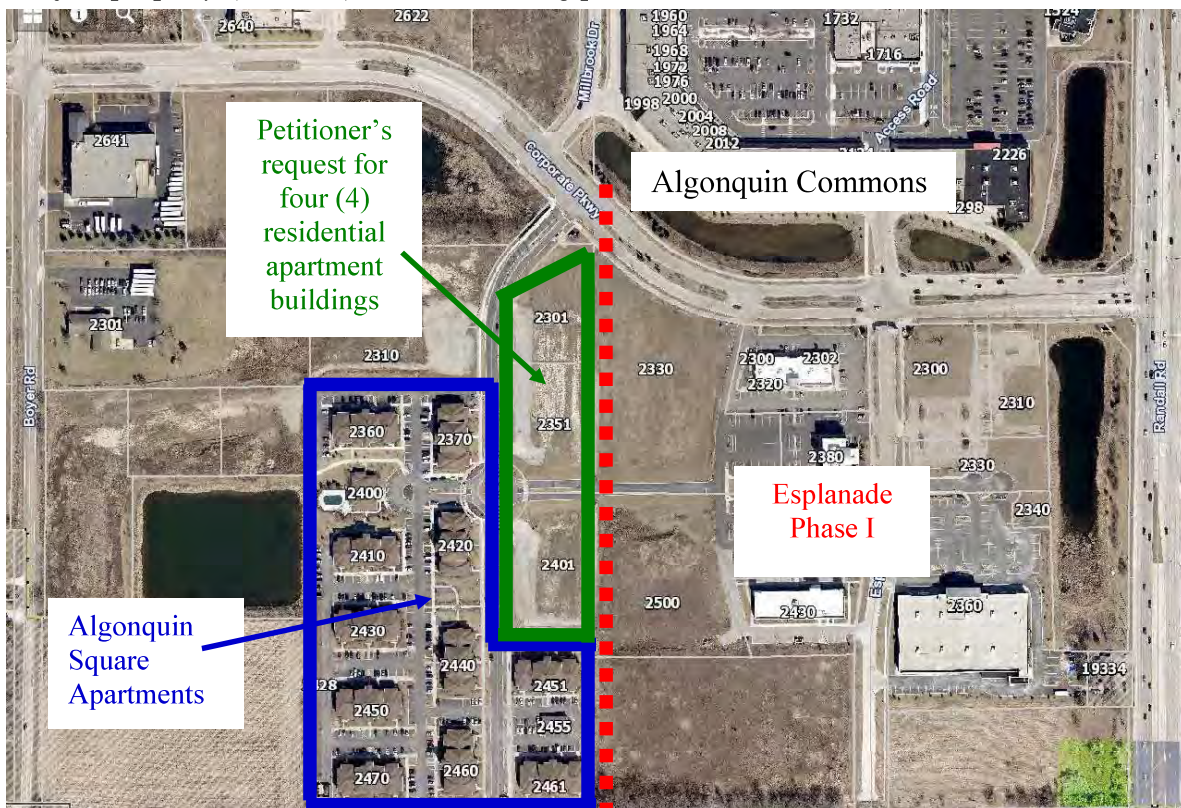 2640
2622
1960
1964
1968
1972
1976
2000
1998
2004
2008
2012
1732
1716
1324
Millbrook Dr
Access Road
2226
2298
2641
Petitioner's
request for
four (4)
residential
apartment
buildings
Corporate Pkwy
Algonquin Commons
2301
2310
2301
2351
2401
2330
2300
2302
2320
2380
2300
2310
2330
2340
Boyer Rd
Randall Rd
2360
2370
2400
2410
2420
2430
2440
2450
2460
2470
2451
2455
2461
2500
Esplanade
Phase I
2430
2360
19334
Algonquin
Square
Apartments